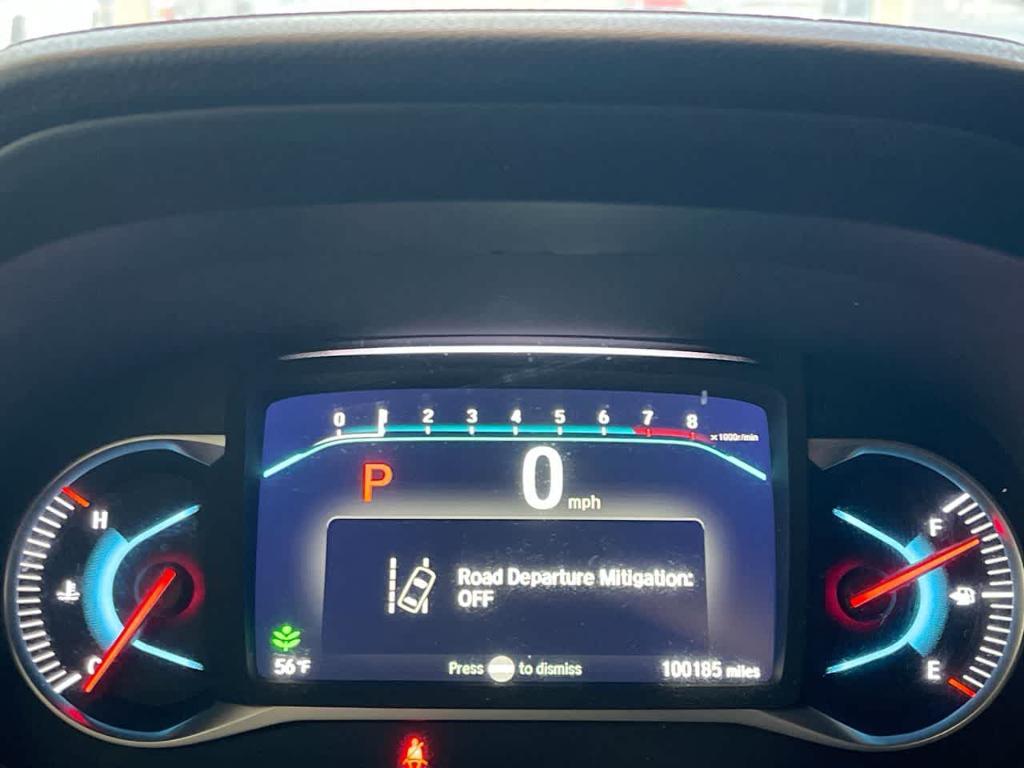 0 1 2 3 4 5 6 7 8
x1000r/min
P 0 mph
H
F
Road Departure Mitigation:
OFF
C
E
56°F
Press to dismiss
100185 miles